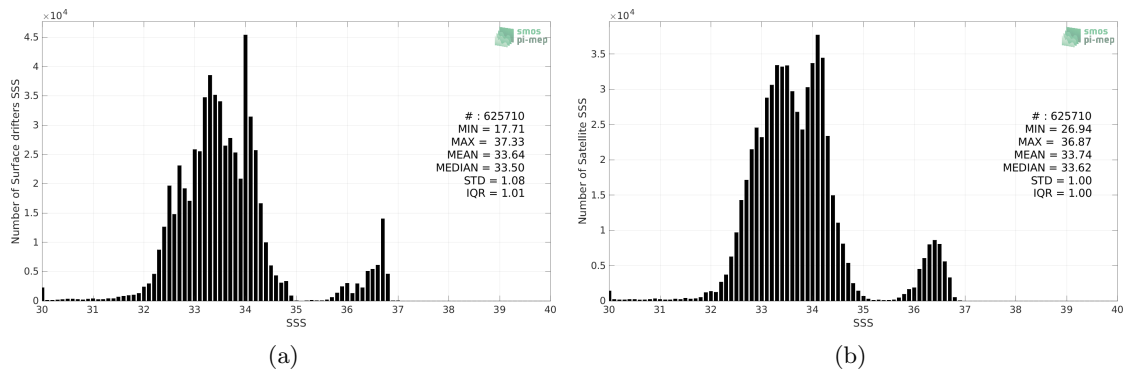 ×10⁴
4.5
4
3.5
3
2.5
2
1.5
1
0.5
0
30 31 32 33 34 35 36 37 38 39 40
SSS
Number of Surface drifters SSS
smos
pi-mep
# : 625710
MIN = 17.71
MAX = 37.33
MEAN = 33.64
MEDIAN = 33.50
STD = 1.08
IQR = 1.01
(a)
×10⁴
3.5
3
2.5
2
1.5
1
0.5
0
30 31 32 33 34 35 36 37 38 39 40
SSS
Number of Satellite SSS
smos
pi-mep
# : 625710
MIN = 26.94
MAX = 36.87
MEAN = 33.74
MEDIAN = 33.62
STD = 1.00
IQR = 1.00
(b)